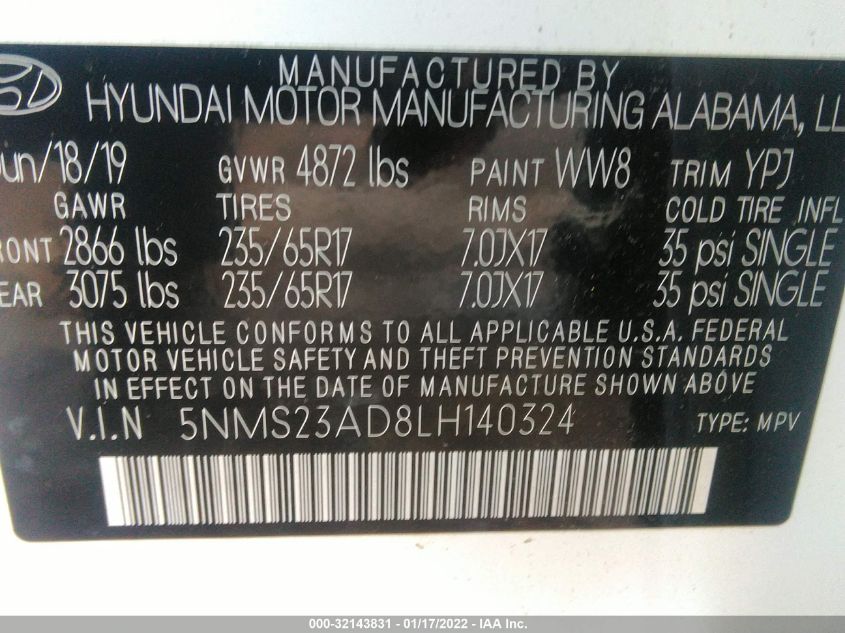 MANUFACTURED BY
HYUNDAI MOTOR MANUFACTURING ALABAMA, LL
Jun/18/19 GVWR 4872 lbs PAINT WW8 TRIM YPJ
GAWR TIRES RIMS COLD TIRE INFL
RONT 2866 lbs 235/65R17 7.0JX17 35 psi SINGLE
EAR 3075 lbs 235/65R17 7.0JX17 35 psi SINGLE
THIS VEHICLE CONFORMS TO ALL APPLICABLE U.S.A. FEDERAL
MOTOR VEHICLE SAFETY AND THEFT PREVENTION STANDARDS
IN EFFECT ON THE DATE OF MANUFACTURE SHOWN ABOVE
V.I.N 5NMS23AD8LH140324 TYPE: MPV
000-32143831 - 01/17/2022 - IAA Inc.